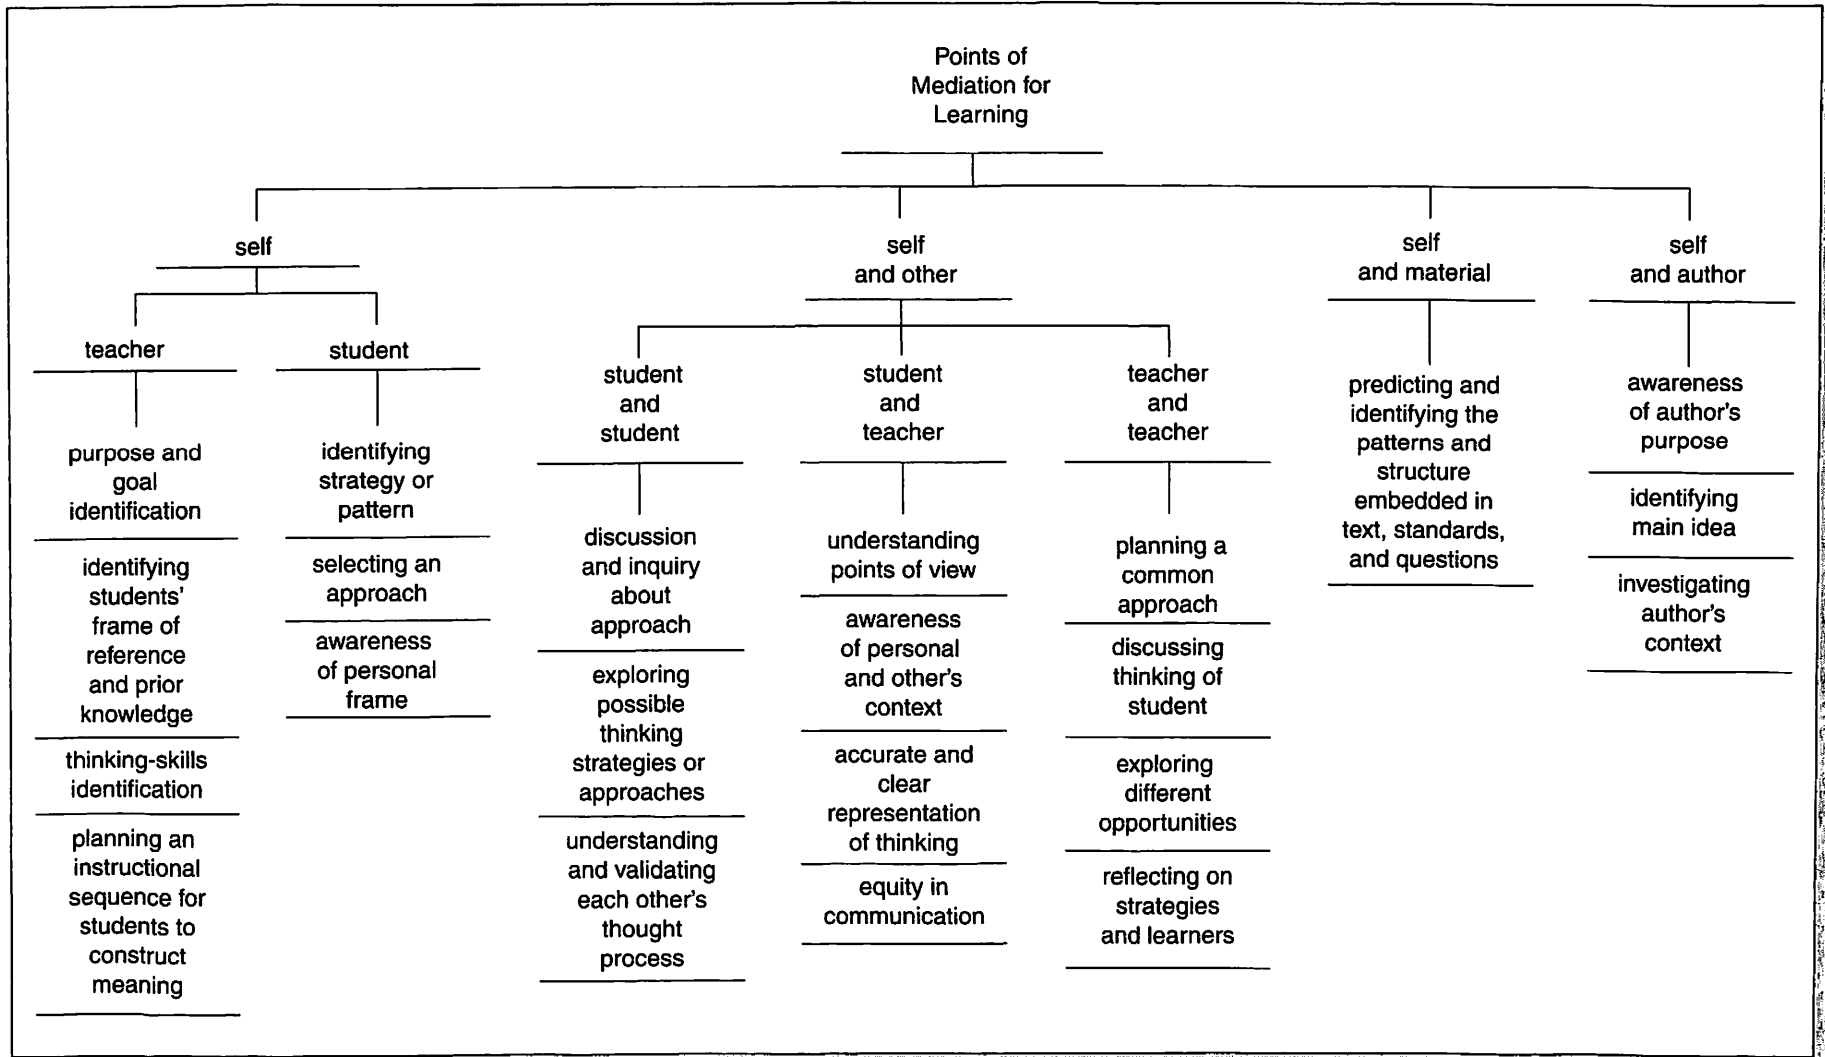 Points of
Mediation for
Learning
self
teacher
purpose and
goal
identification
identifying
students'
frame of
reference
and prior
knowledge
thinking-skills
identification
planning an
instructional
sequence for
students to
construct
meaning
student
identifying
strategy or
pattern
selecting an
approach
awareness
of personal
frame
self
and other
student
and
student
discussion
and inquiry
about
approach
exploring
possible
thinking
strategies or
approaches
understanding
and validating
each other's
thought
process
student
and
teacher
understanding
points of view
awareness
of personal
and other's
context
accurate and
clear
representation
of thinking
equity in
communication
teacher
and
teacher
planning a
common
approach
discussing
thinking of
student
exploring
different
opportunities
reflecting on
strategies
and learners
self
and material
predicting and
identifying the
patterns and
structure
embedded in
text, standards,
and questions
self
and author
awareness
of author's
purpose
identifying
main idea
investigating
author's
context